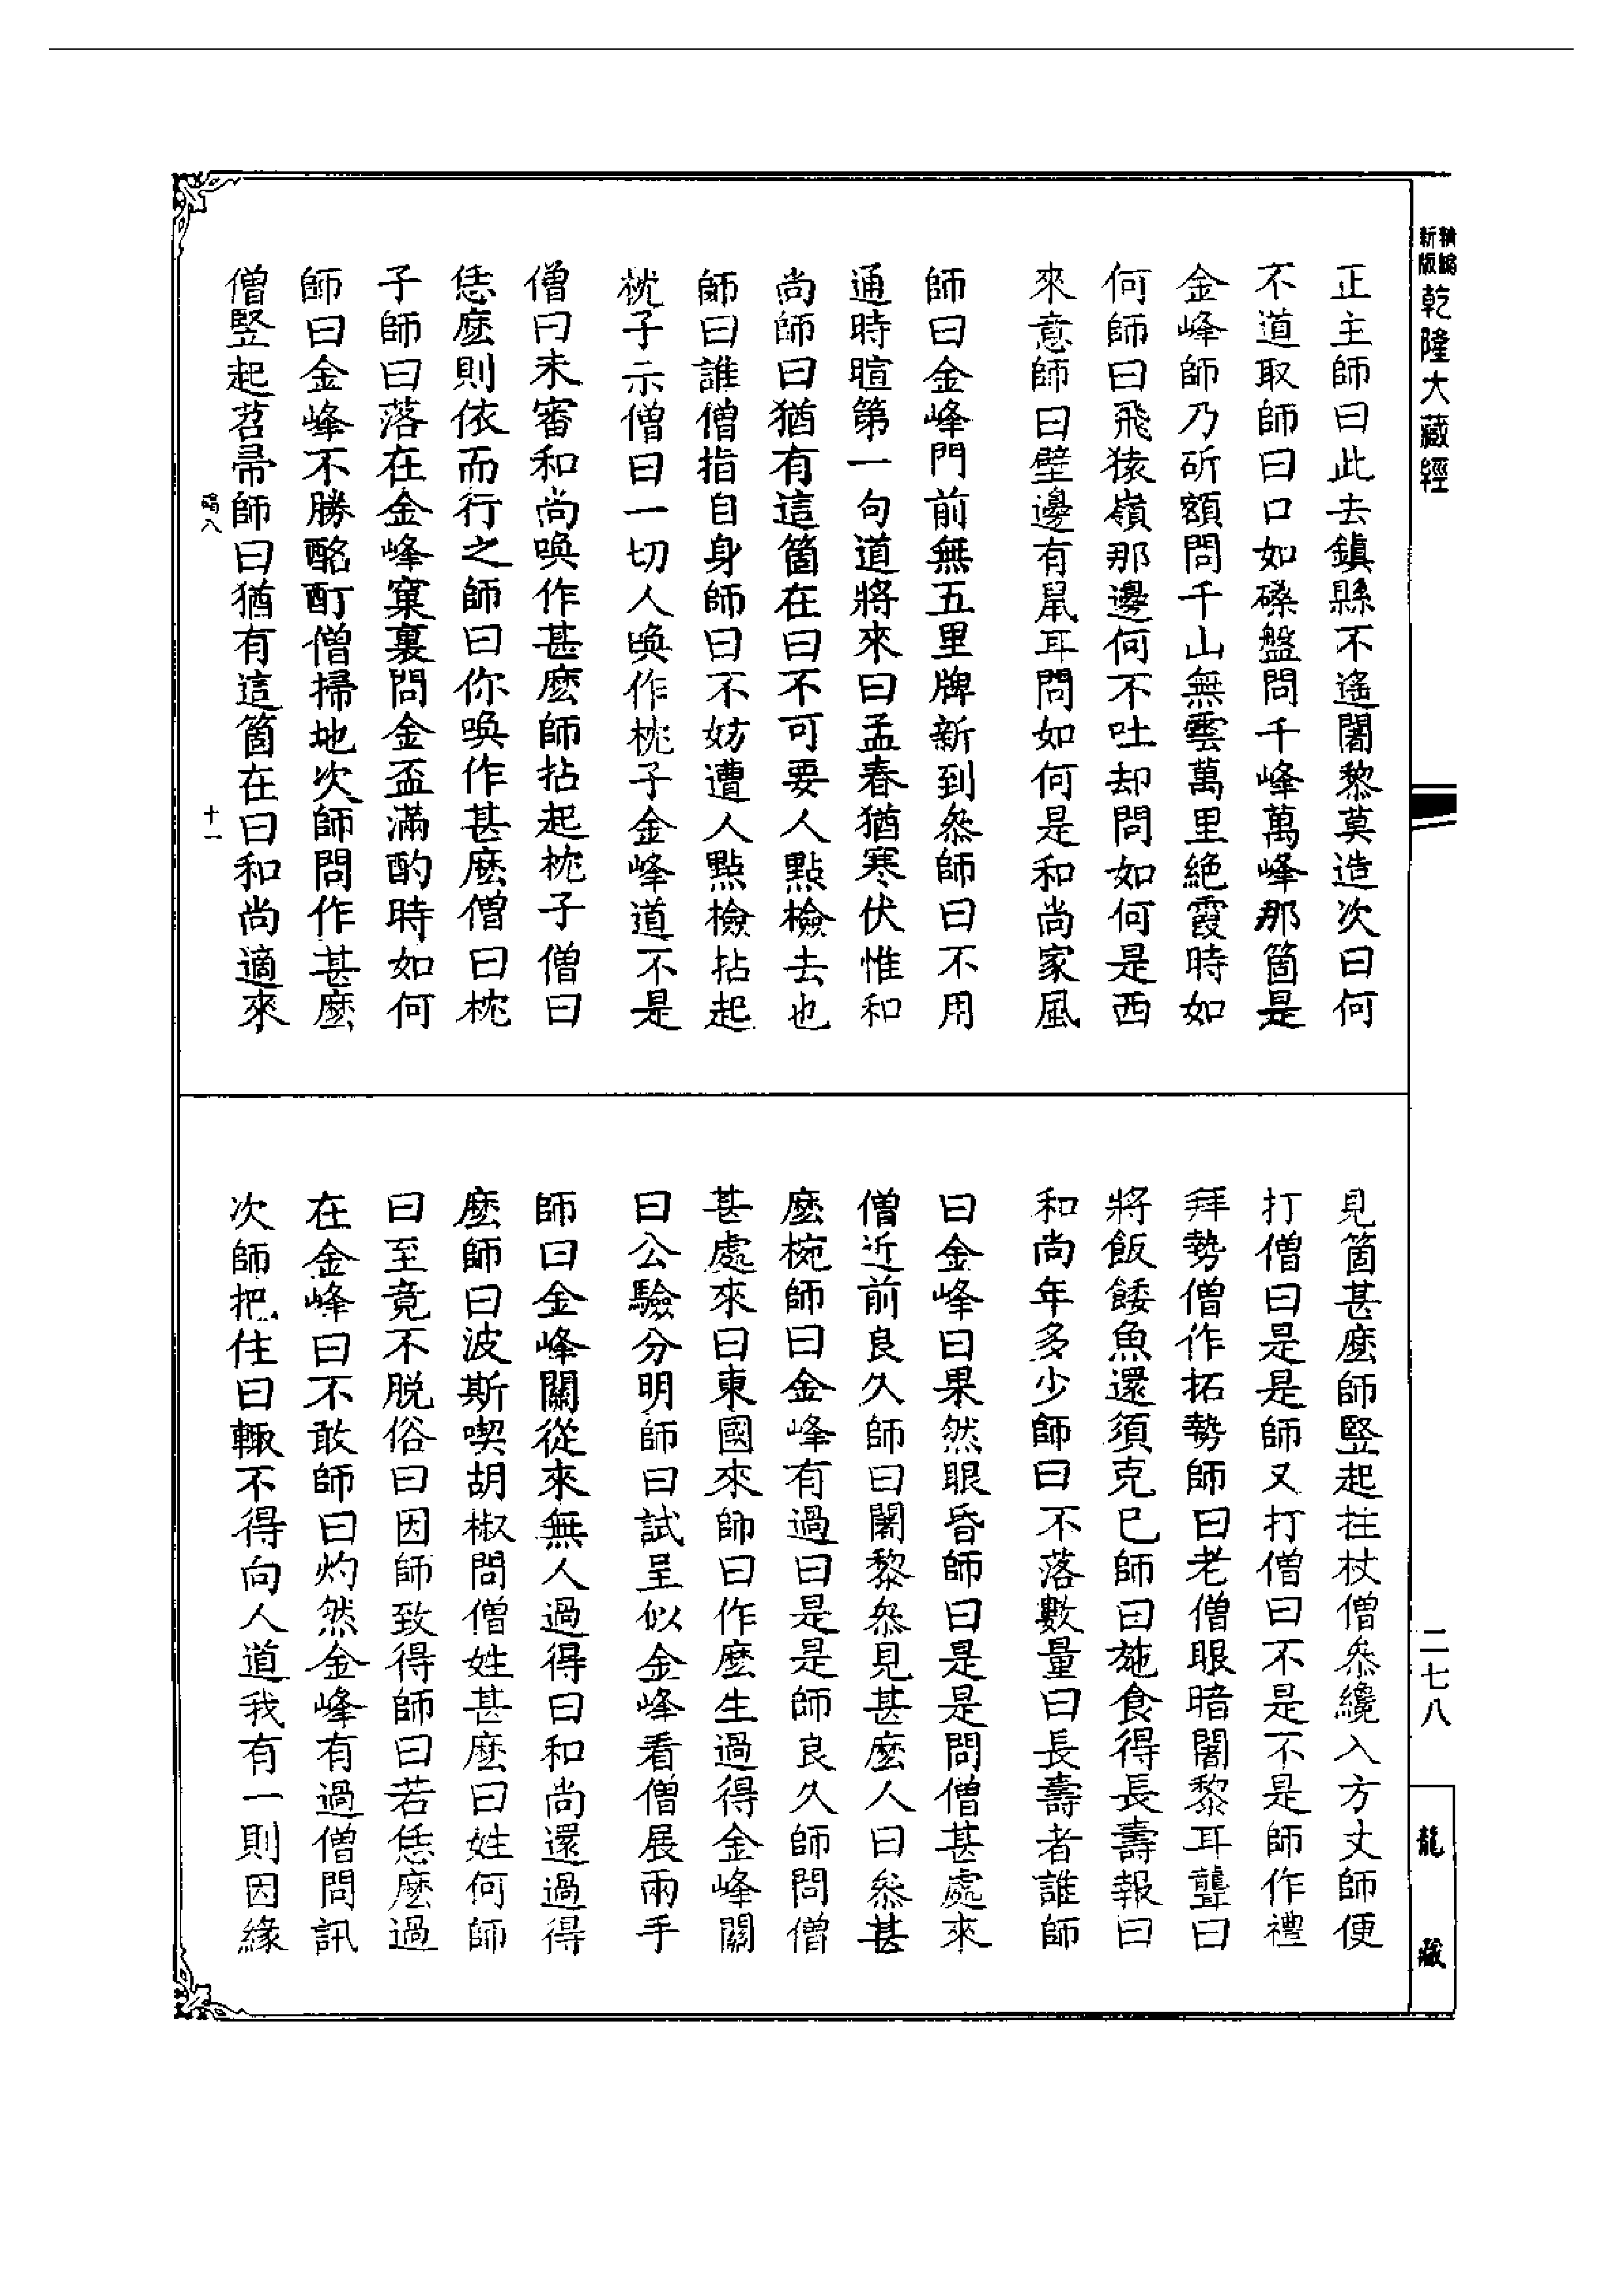 新編
縮版
乾隆大藏經
正主師曰此去鎮縣不遙闍黎莫造次曰何
不道取師曰口如磉盤問千峰萬峰那箇是
金峰師乃斫額問千山無雲萬里絶霞時如
何師曰飛猿嶺那邊何不吐却問如何是西
來意師曰壁邊有鼠耳問如何是和尚家風
師曰金峰門前無五里牌新到叅師曰不用
通時暄第一句道將來曰孟春猶寒伏惟和
尚師曰猶有這箇在曰不可要人點檢去也
師曰誰僧指自身師曰不妨遭人點檢拈起
枕子示僧曰一切人喚作枕子金峰道不是
僧曰未審和尚喚作甚麽師拈起枕子僧曰
恁麽則依而行之師曰你喚作甚麽僧曰枕
子師曰落在金峰窠裏問金盃滿酌時如何
師曰金峰不勝酩酊僧掃地次師問作甚麽
僧竪起苕帚師曰猶有這箇在曰和尚適來
十一
見箇甚麽師竪起拄杖僧叅纔入方丈師便
打僧曰是是師又打僧曰不是不是師作禮
拜勢僧作拓勢師曰老僧眼暗闍黎耳聾曰
將飯餧魚還須克已師曰施食得長壽報曰
和尚年多少師曰不落數量曰長壽者誰師
曰金峰曰果然眼昏師曰是是問僧甚處來
僧近前良久師曰闍黎叅見甚麽人曰叅甚
麽椀師曰金峰有過曰是是師良久師問僧
甚處來曰東國來師曰作麽生過得金峰關
曰公驗分明師曰試呈似金峰看僧展兩手
師曰金峰關從來無人過得曰和尚還過得
麽師曰波斯喫胡椒問僧姓甚麽曰姓何師
曰至竟不脱俗曰因師致得師曰若恁麽過
在金峰曰不敢師曰灼然金峰有過僧問訊
次師把住曰輙不得向人道我有一則因緣
二七八
龍藏